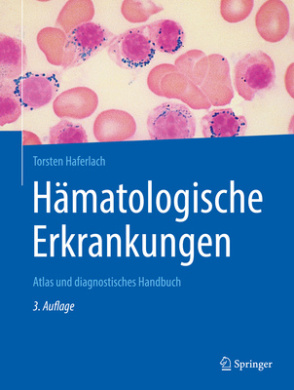 Torsten Haferlach
Hämatologische
Erkrankungen
Atlas und diagnostisches Handbuch
3. Auflage
Springer